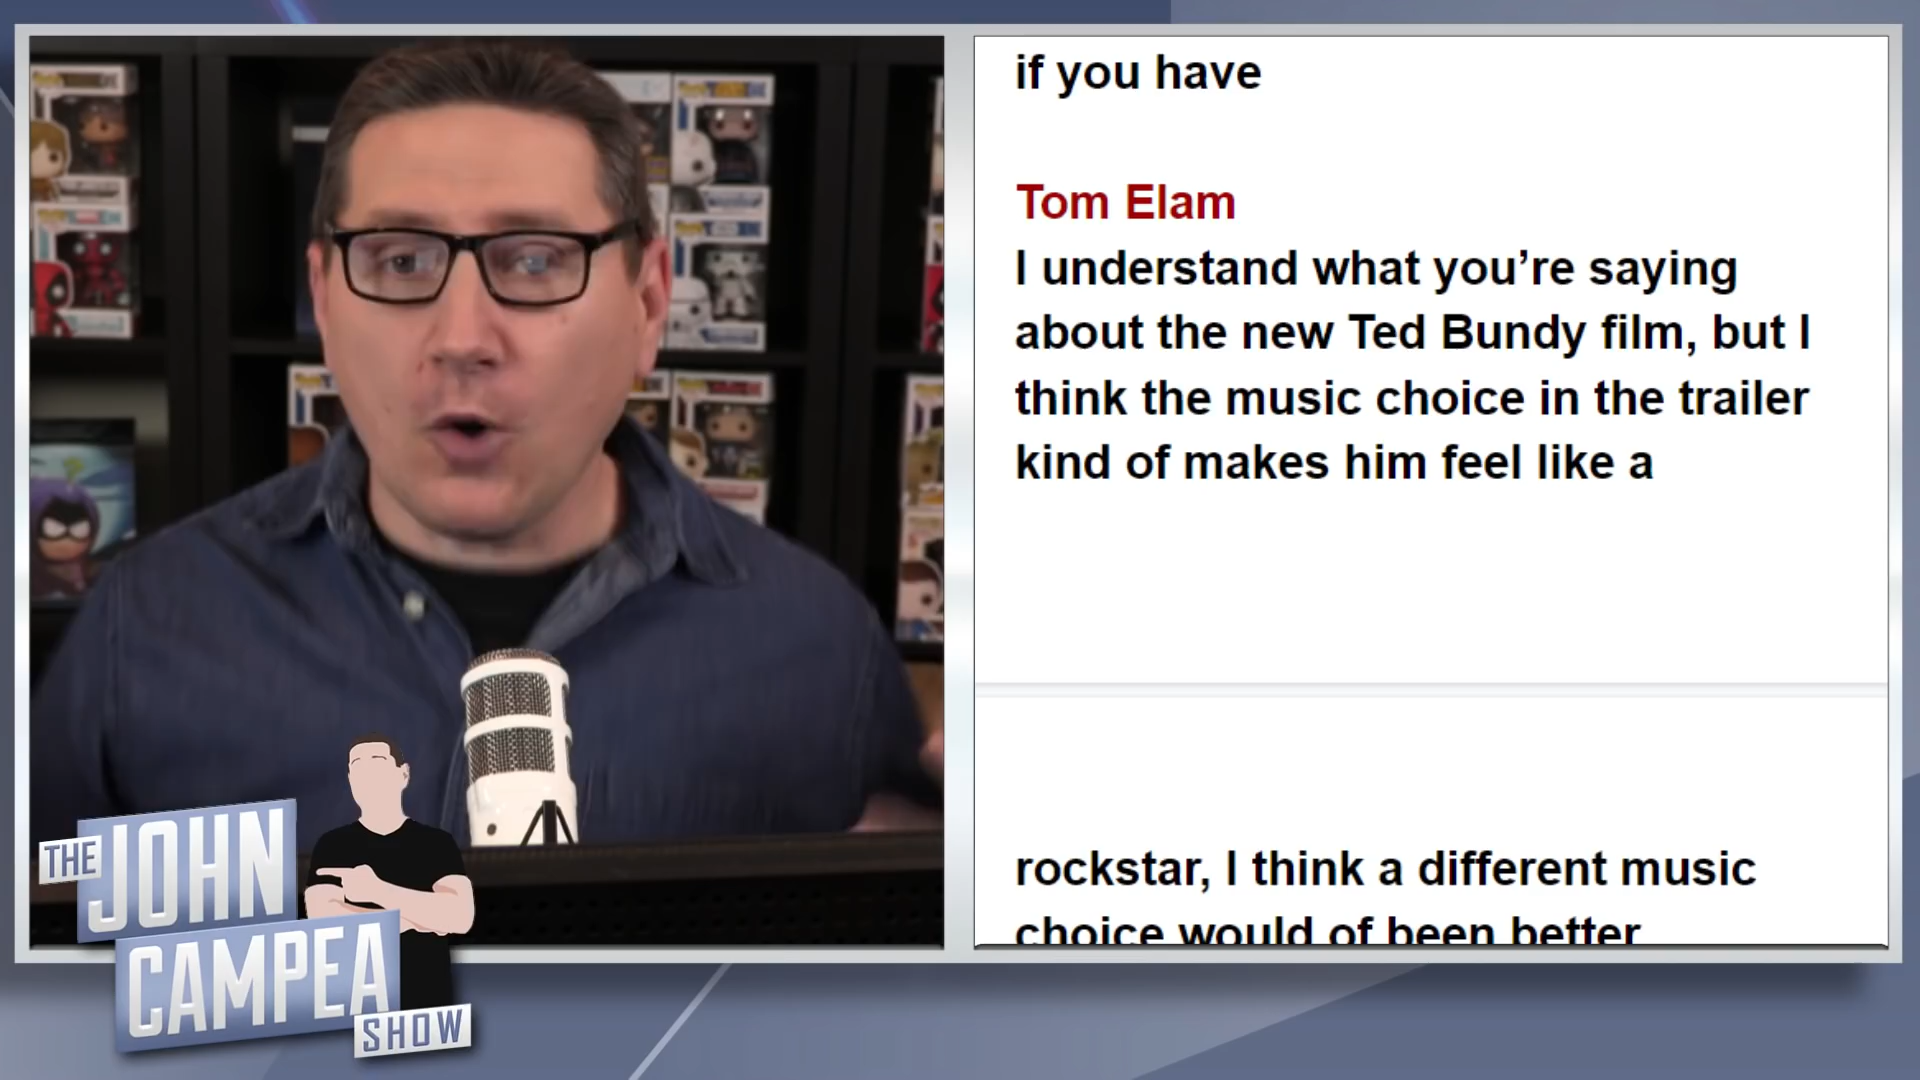 if you have
Tom Elam
I understand what you’re saying
about the new Ted Bundy film, but I
think the music choice in the trailer
kind of makes him feel like a
rockstar, I think a different music
choice would of been better
THE
JOHN
CAMPEA
SHOW